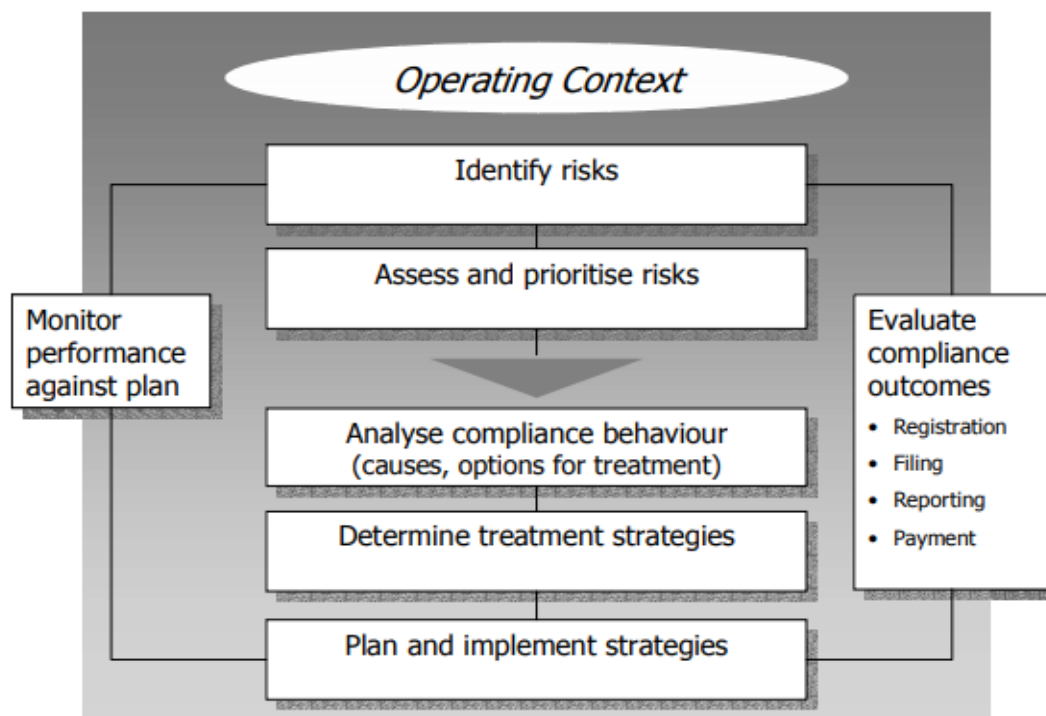 Operating Context
Identify risks
Assess and prioritise risks
Monitor
performance
against plan
Evaluate
compliance
outcomes
• Registration
• Filing
• Reporting
• Payment
Analyse compliance behaviour
(causes, options for treatment)
Determine treatment strategies
Plan and implement strategies